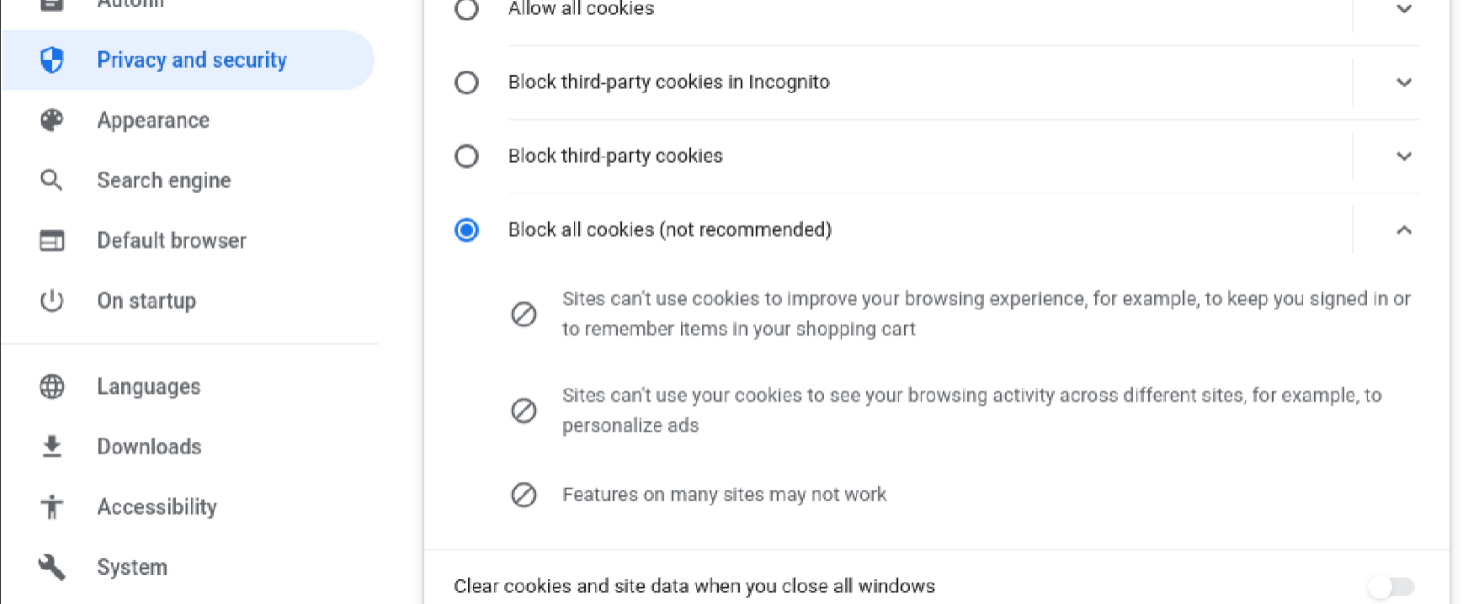 Autofill
Privacy and security
Appearance
Search engine
Default browser
On startup
Languages
Downloads
Accessibility
System
Allow all cookies
Block third-party cookies in Incognito
Block third-party cookies
Block all cookies (not recommended)
Sites can't use cookies to improve your browsing experience, for example, to keep you signed in or
to remember items in your shopping cart
Sites can't use your cookies to see your browsing activity across different sites, for example, to
personalize ads
Features on many sites may not work
Clear cookies and site data when you close all windows